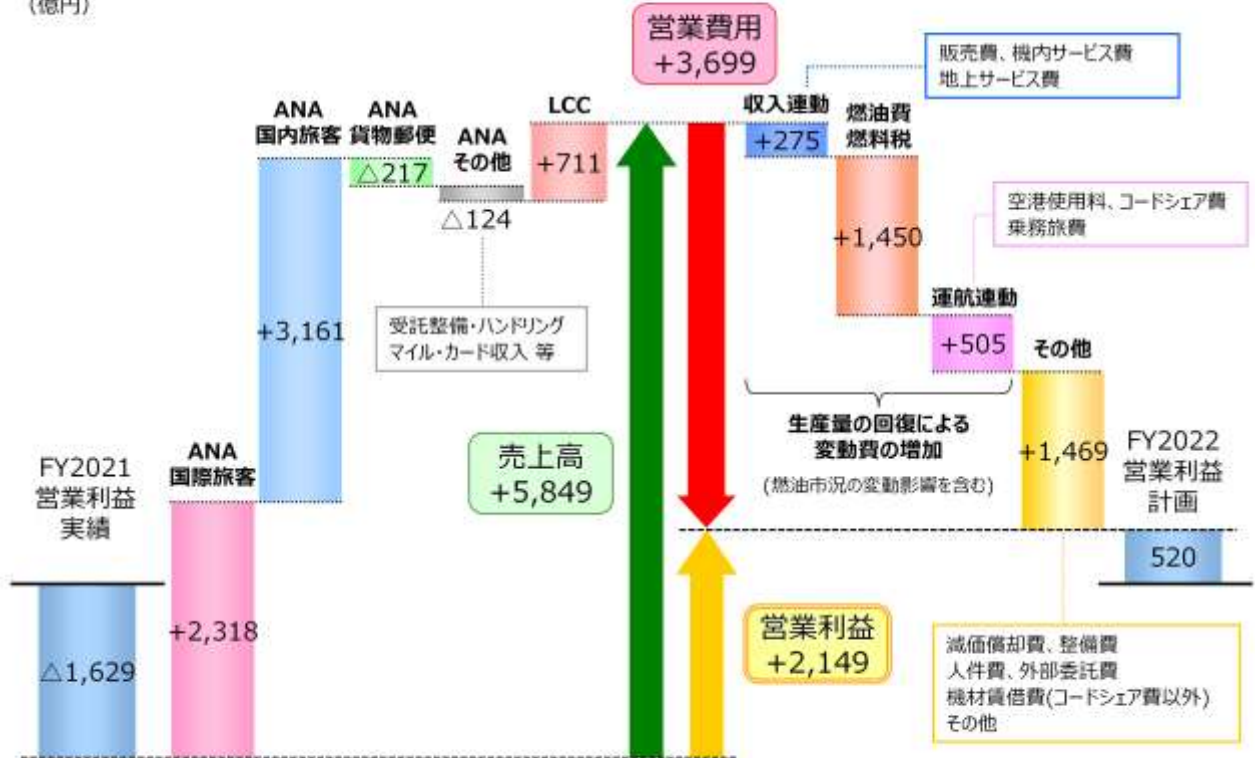 (億円)
営業費用
+3,699
販売費、機内サービス費
地上サービス費
ANA
国内旅客
ANA
貨物郵便
ANA
その他
LCC
収入連動
燃油費
燃料税
△217
+711
+275
△124
空港使用料、コードシェア費
乗務旅費
+1,450
運航連動
+3,161
受託整備・ハンドリング
マイル・カード収入 等
+505
その他
生産量の回復による
変動費の増加
(燃油市況の変動影響を含む)
+1,469
FY2022
営業利益
計画
FY2021
営業利益
実績
ANA
国際旅客
売上高
+5,849
520
+2,318
△1,629
営業利益
+2,149
減価償却費、整備費
人件費、外部委託費
機材賃借費(コードシェア費以外)
その他